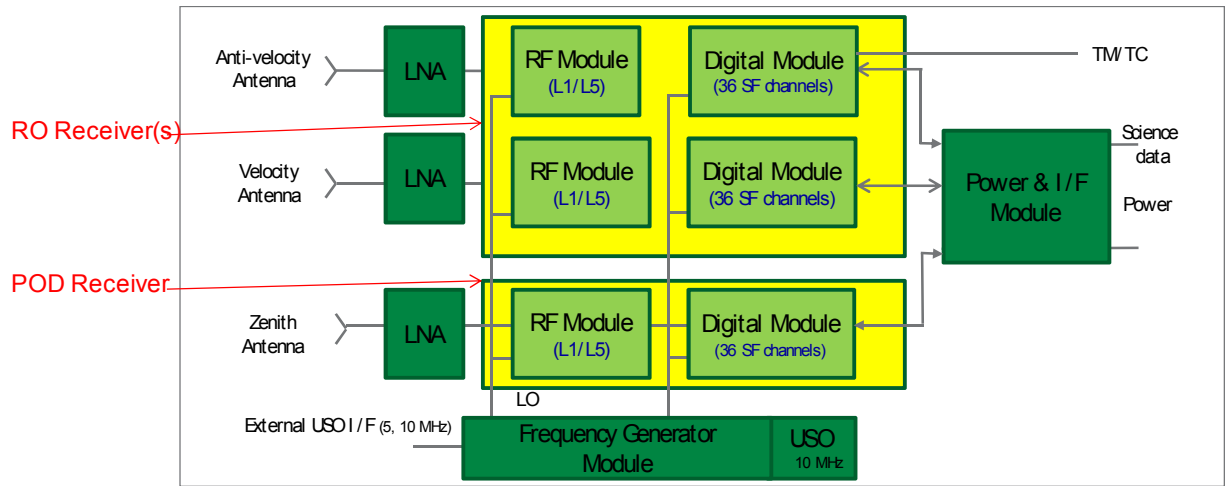 Anti-velocity
Antenna
LNA
RF Module
(L1/L5)
Digital Module
(36 SF channels)
TM/TC
RO Receiver(s)
Velocity
Antenna
LNA
RF Module
(L1/L5)
Digital Module
(36 SF channels)
Power & I/F
Module
Science
data
Power
POD Receiver
Zenith
Antenna
LNA
RF Module
(L1/L5)
Digital Module
(36 SF channels)
LO
External USO I/F (5, 10 MHz)
Frequency Generator
Module
USO
10 MHz